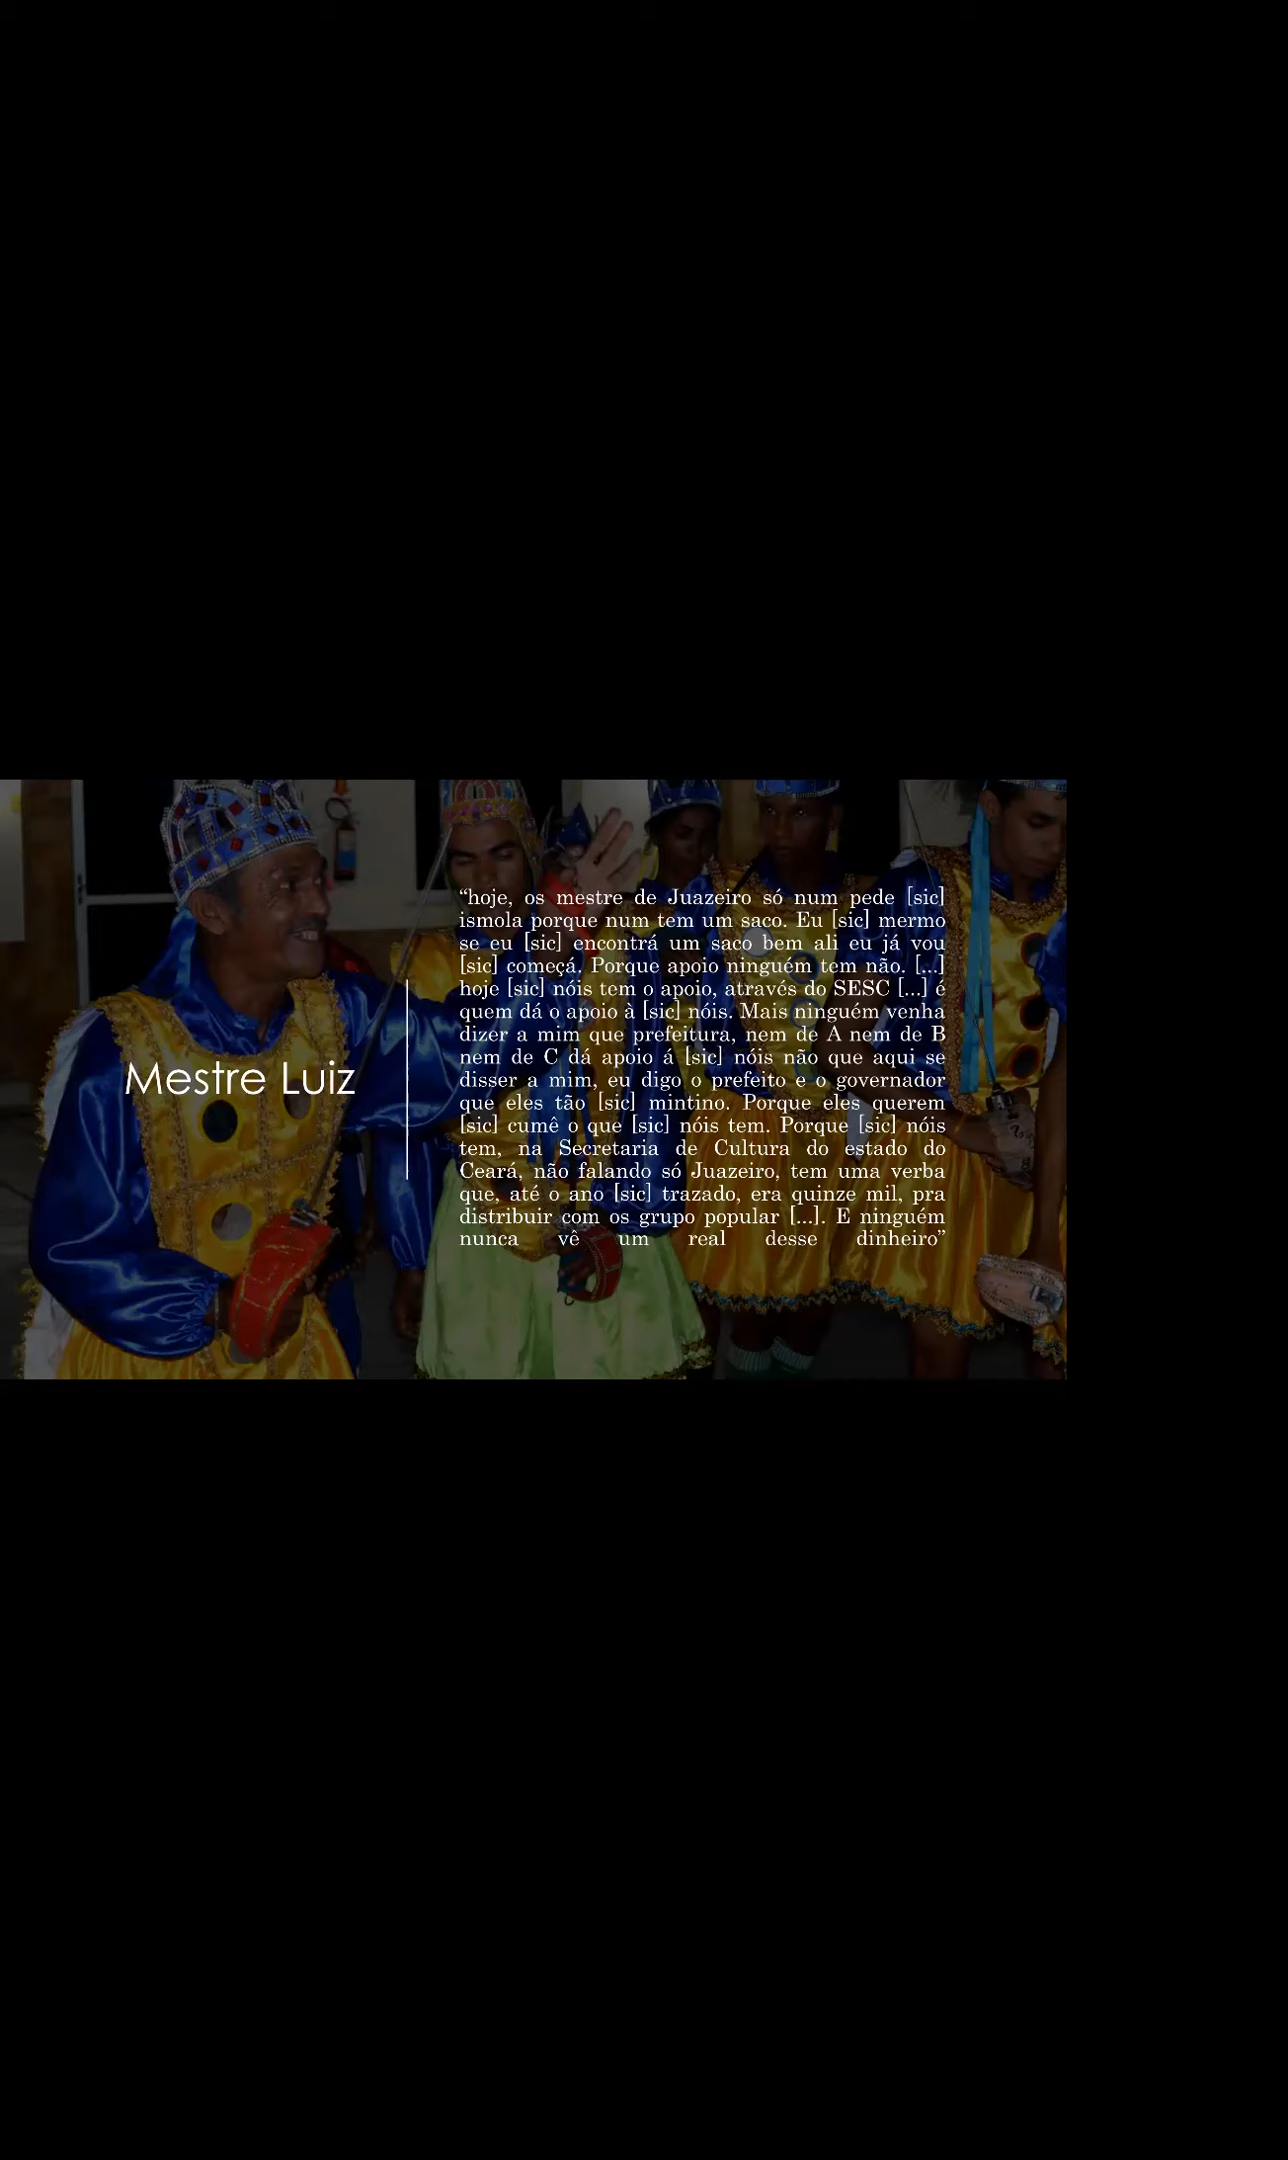 Mestre Luiz
“hoje, os mestre de Juazeiro só num pede [sic]
ismola porque num tem um saco. Eu [sic] mermo
se eu [sic] encontrá um saco bem ali eu já vou
[sic] começá. Porque apoio ninguém tem não. [...]
hoje [sic] nóis tem o apoio, através do SESC [...] é
quem dá o apoio à [sic] nóis. Mais ninguém venha
dizer a mim que prefeitura, nem de A nem de B
nem de C dá apoio á [sic] nóis não que aqui se
disser a mim, eu digo o prefeito e o governador
que eles tão [sic] mintino. Porque eles querem
[sic] cumê o que [sic] nóis tem. Porque [sic] nóis
tem, na Secretaria de Cultura do estado do
Ceará, não falando só Juazeiro, tem uma verba
que, até o ano [sic] trazado, era quinze mil, pra
distribuir com os grupo popular [...]. E ninguém
nunca vê um real desse dinheiro”